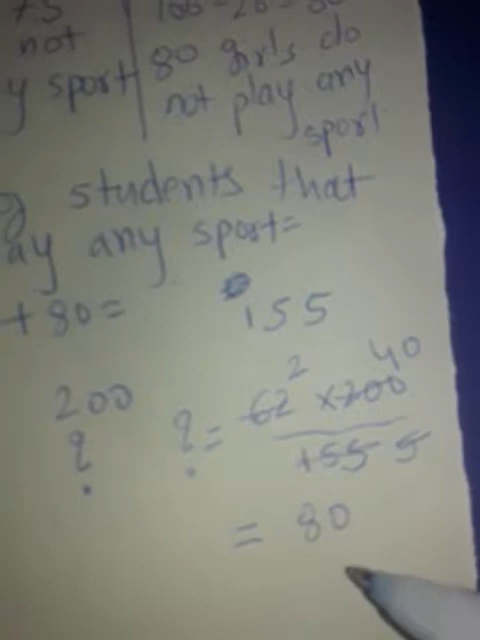 75 | 100-20=80
not | 80 girls do
y sport | not play any
sport
g students that
ay any sport=
+80= 155
200 ?= 62 2 ×200 40
? 155 5
= 80